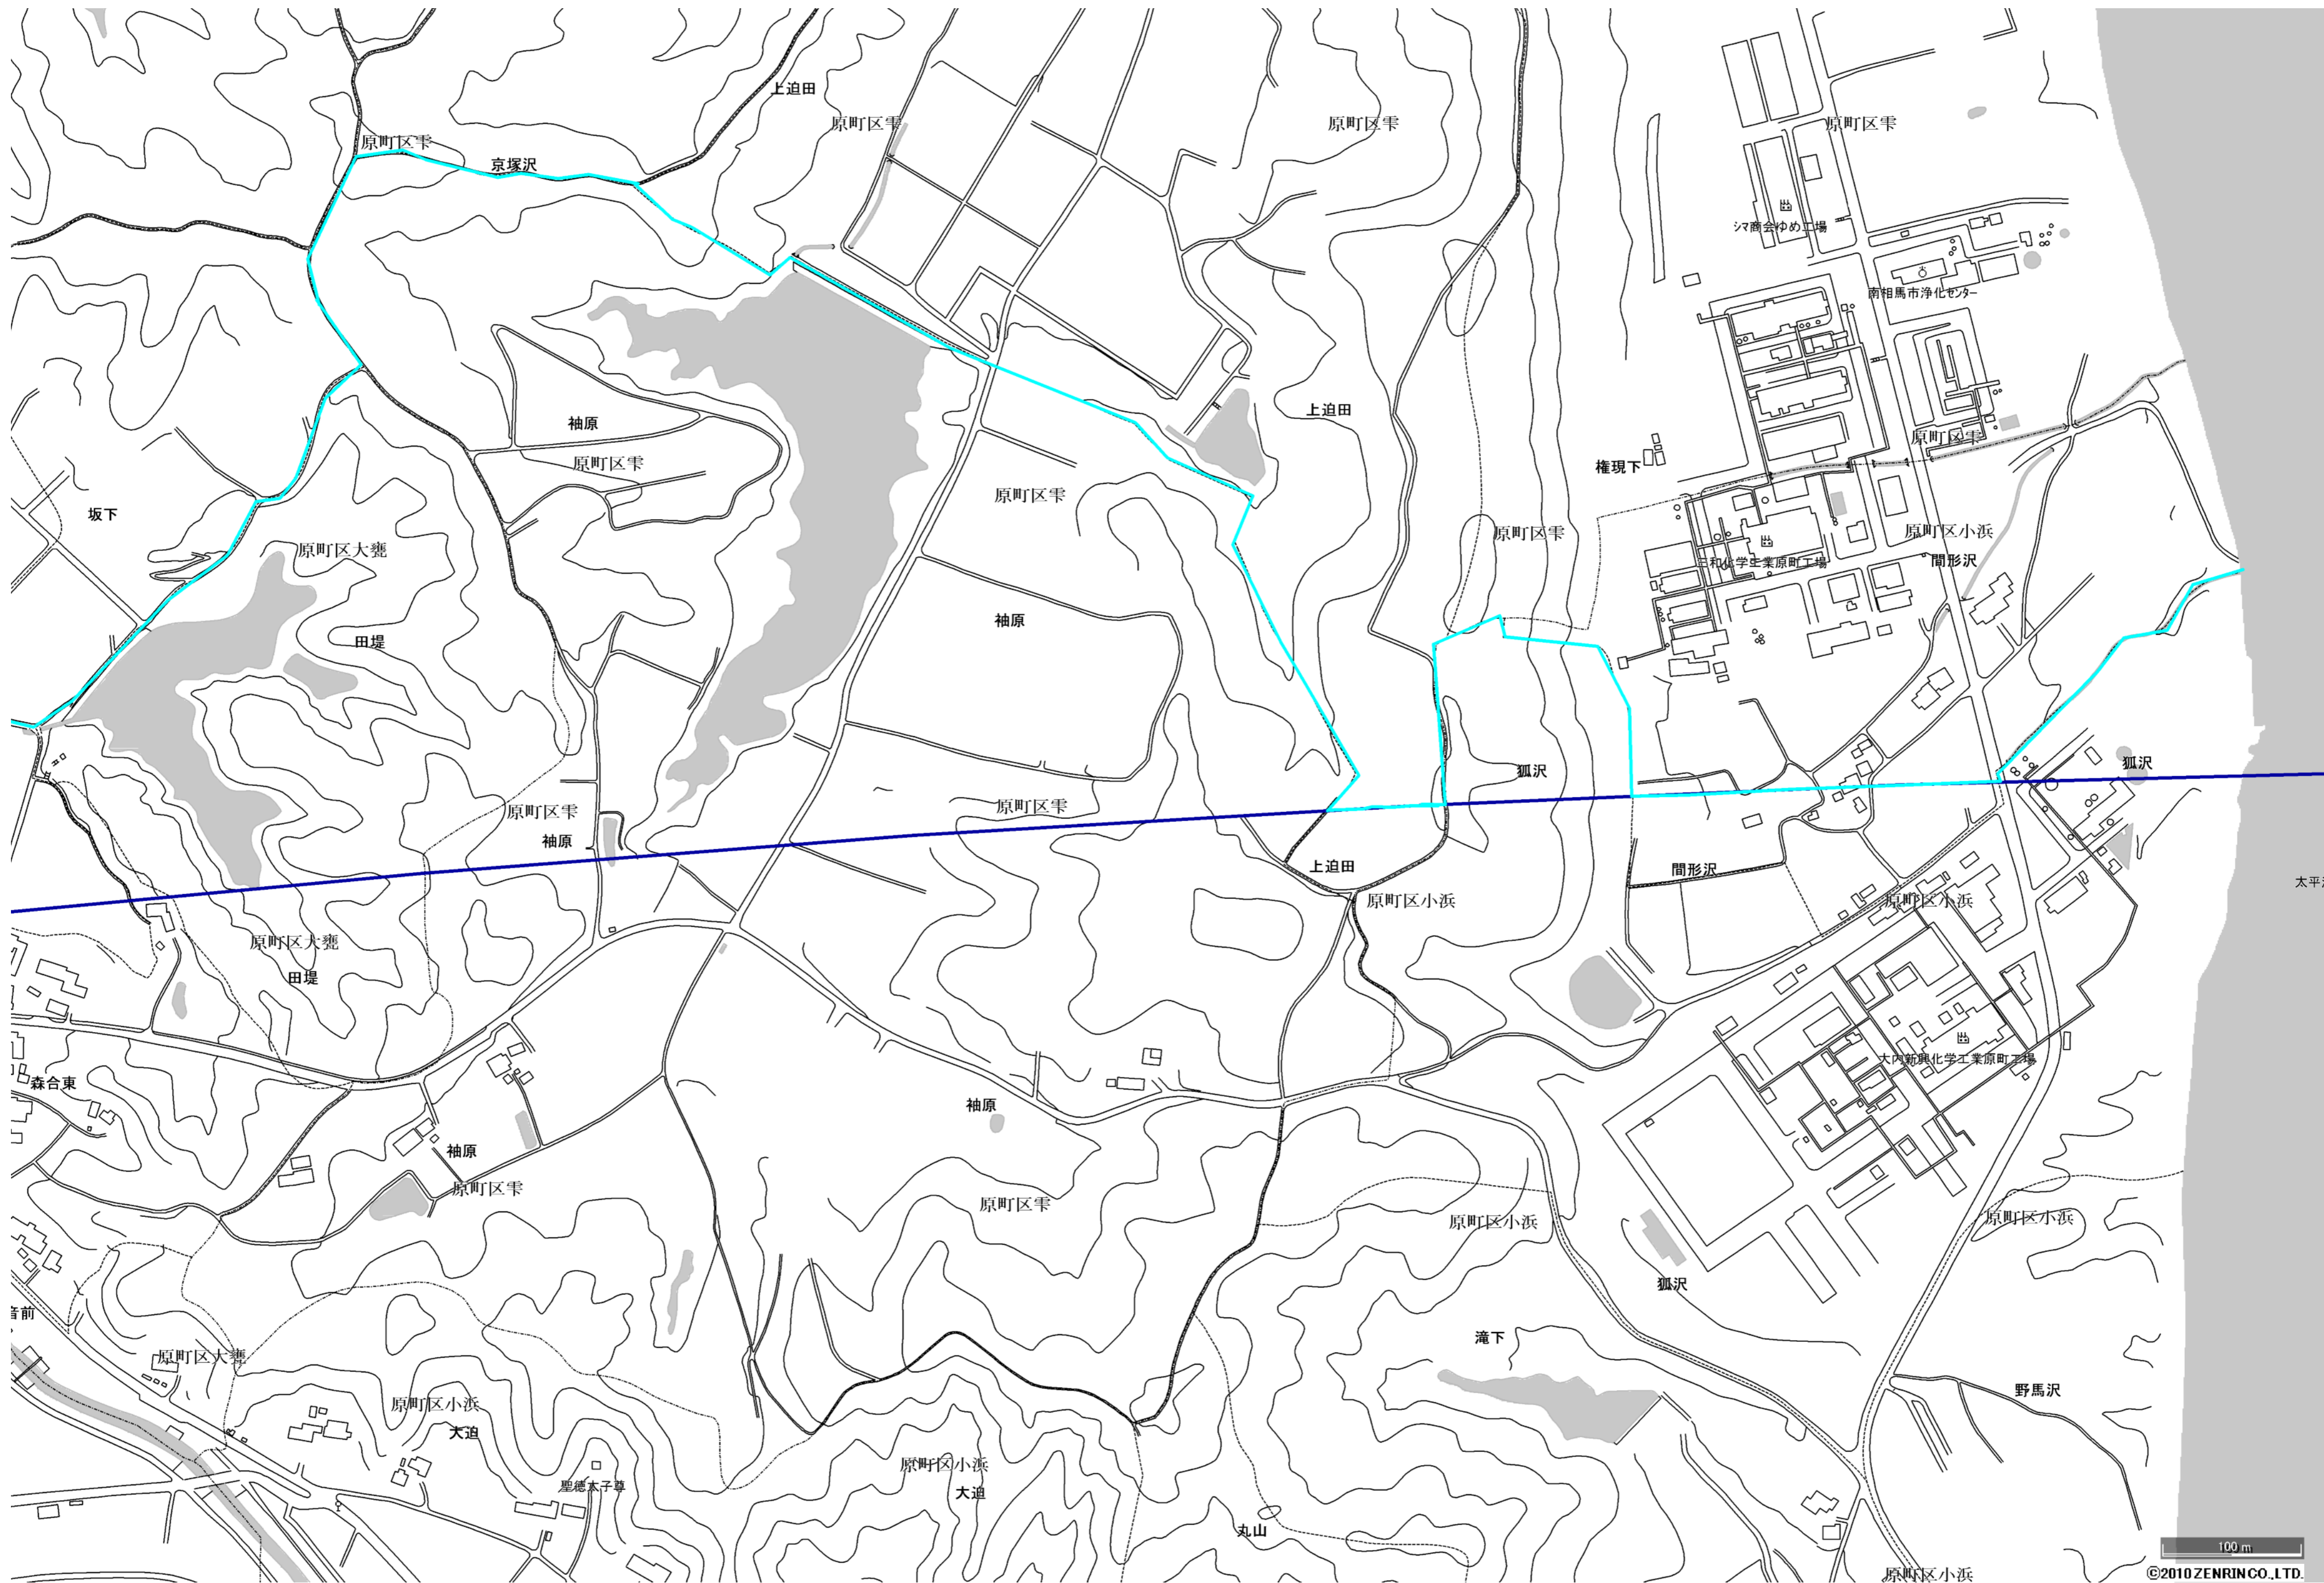 上迫田
原町区雫
原町区雫
原町区雫
原町区雫
京塚沢
シマ商会ゆめ工場
南相馬市浄化センター
上迫田
袖原
原町区雫
権現下
原町区雫
原町区雫
坂下
原町区雫
原町区小浜
原町区大甕
三和化学工業原町工場
間形沢
袖原
田堤
狐沢
狐沢
原町区雫
原町区雫
袖原
上迫田
間形沢
太平
原町区小浜
原町区小浜
原町区大甕
田堤
大内新興化学工業原町工場
森合東
袖原
袖原
原町区雫
原町区雫
原町区小浜
原町区小浜
狐沢
音前
滝下
原町区大甕
野馬沢
原町区小浜
大迫
原町区小浜
聖徳太子尊
大迫
丸山
100 m
原町区小浜
©2010 ZENRIN CO., LTD.